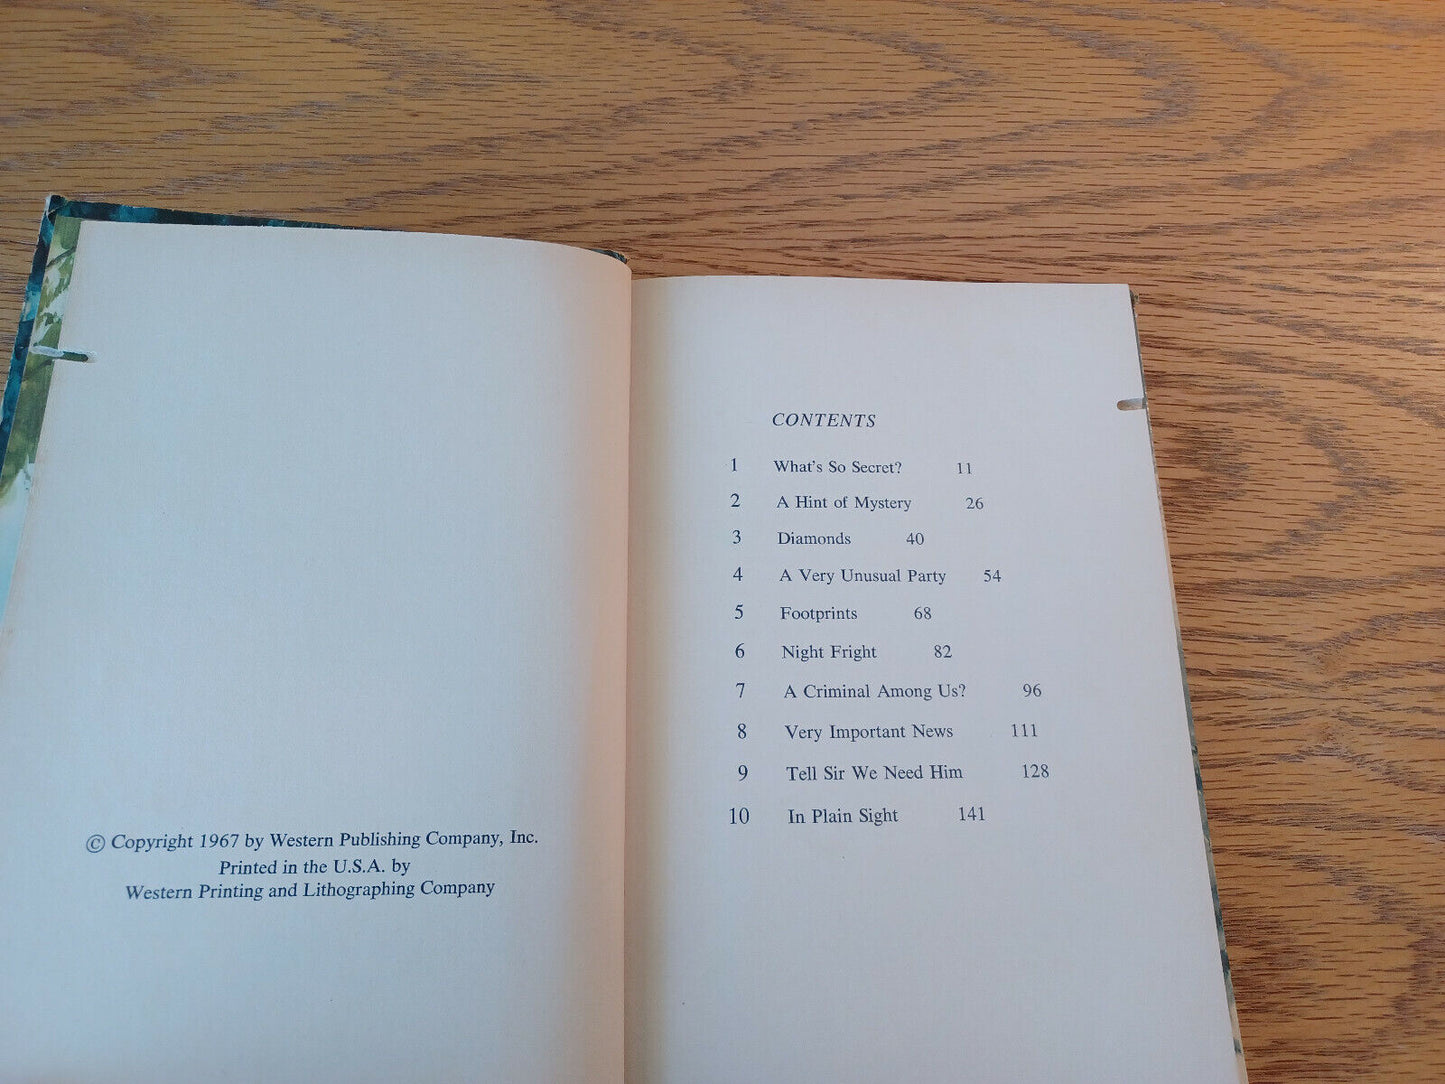 © Copyright 1967 by Western Publishing Company, Inc.
Printed in the U.S.A. by
Western Printing and Lithographing Company
CONTENTS
1 What's So Secret? 11
2 A Hint of Mystery 26
3 Diamonds 40
4 A Very Unusual Party 54
5 Footprints 68
6 Night Fright 82
7 A Criminal Among Us? 96
8 Very Important News 111
9 Tell Sir We Need Him 128
10 In Plain Sight 141